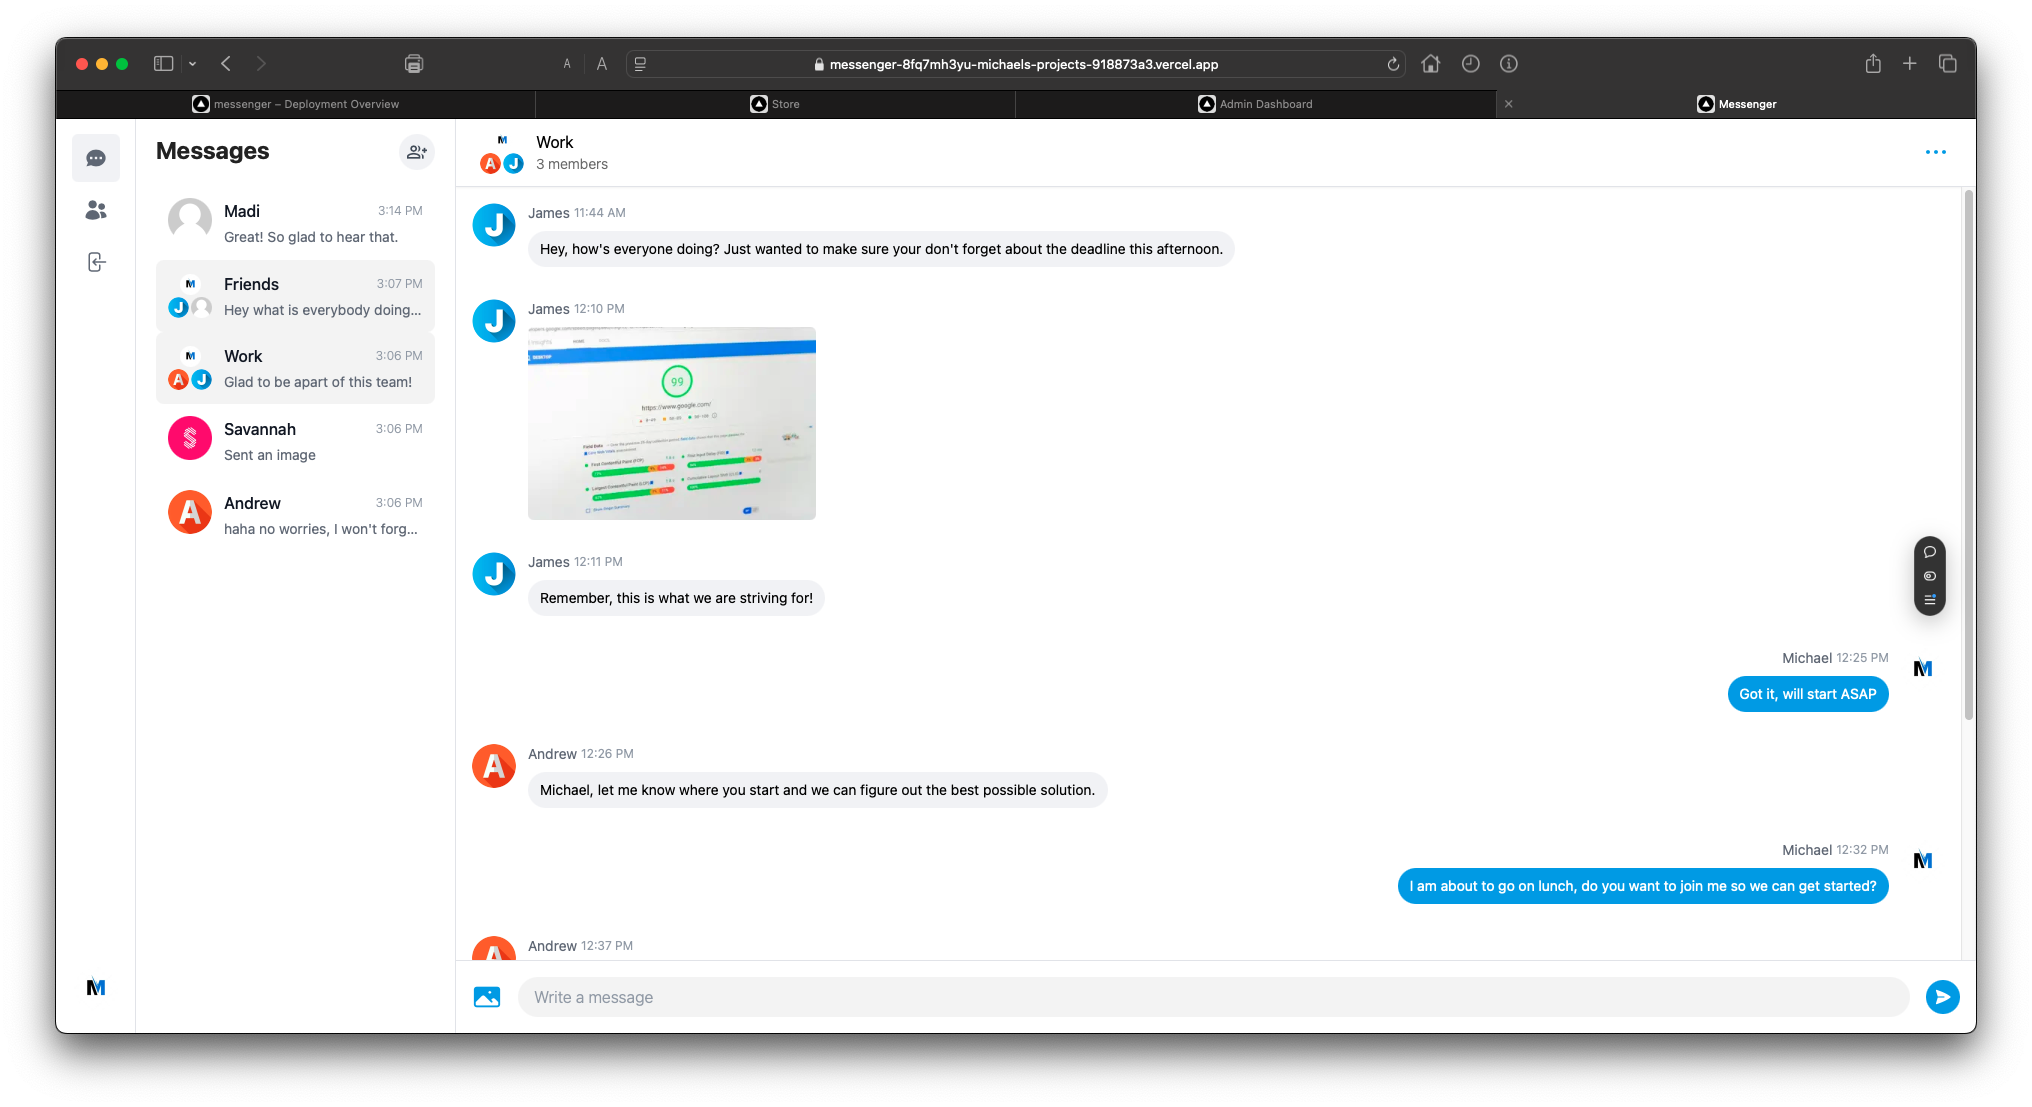 A A messenger-8fq7mh3yu-michaels-projects-918873a3.vercel.app
messenger – Deployment Overview
Store
Admin Dashboard
Messenger
Messages
Madi 3:14 PM
Great! So glad to hear that.
Friends 3:07 PM
Hey what is everybody doing...
Work 3:06 PM
Glad to be apart of this team!
Savannah 3:06 PM
Sent an image
Andrew 3:06 PM
haha no worries, I won't forg...
Work
3 members
James 11:44 AM
Hey, how's everyone doing? Just wanted to make sure your don't forget about the deadline this afternoon.
James 12:10 PM
DESKTOP
99
https://www.google.com/
James 12:11 PM
Remember, this is what we are striving for!
Michael 12:25 PM
Got it, will start ASAP
Andrew 12:26 PM
Michael, let me know where you start and we can figure out the best possible solution.
Michael 12:32 PM
I am about to go on lunch, do you want to join me so we can get started?
Andrew 12:37 PM
Write a message